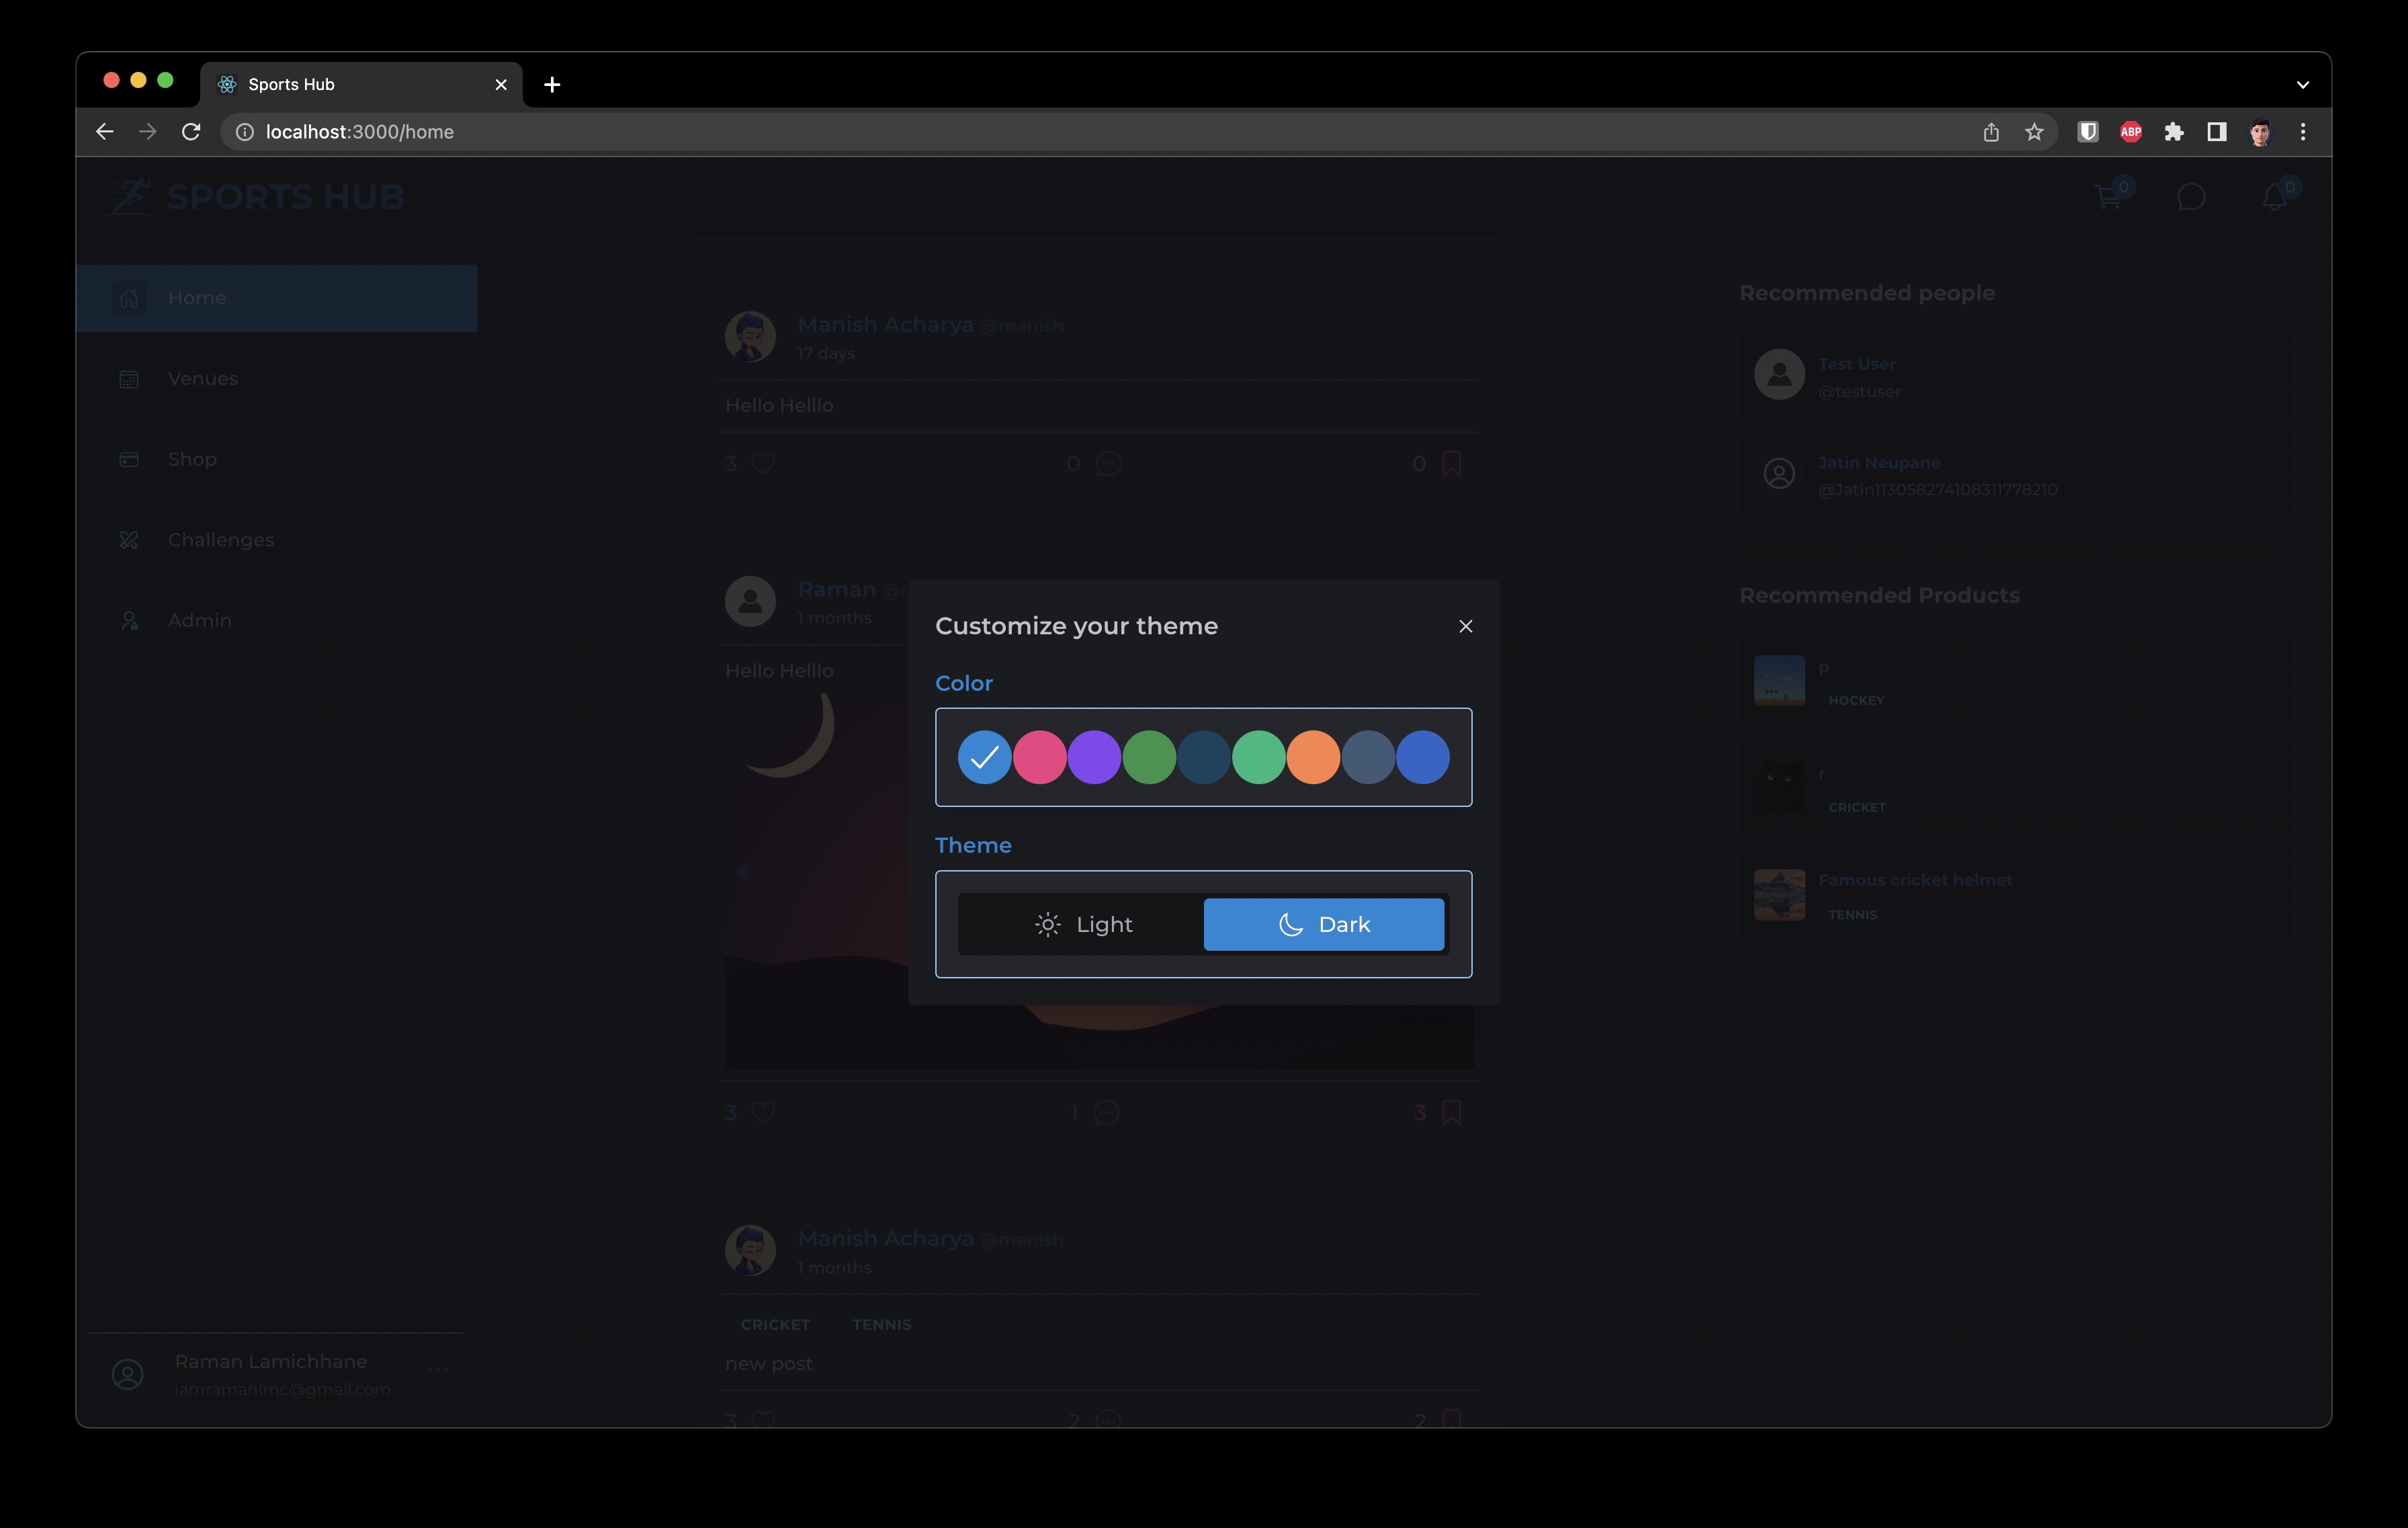 Sports Hub
localhost:3000/home
ABP
SPORTS HUB
0
0
Home
Venues
Shop
Challenges
Admin
Raman Lamichhane
iamramanlmc@gmail.com
Manish Acharya @manish
17 days
Hello Helllo
3
0
0
Raman @r
1 months
Hello Helllo
3
1
3
Manish Acharya @manish
1 months
CRICKET TENNIS
new post
3
2
2
Customize your theme
Color
Theme
Light
Dark
Recommended people
Test User
@testuser
Jatin Neupane
@Jatin113058274108311778210
Recommended Products
p
HOCKEY
r
CRICKET
Famous cricket helmet
TENNIS